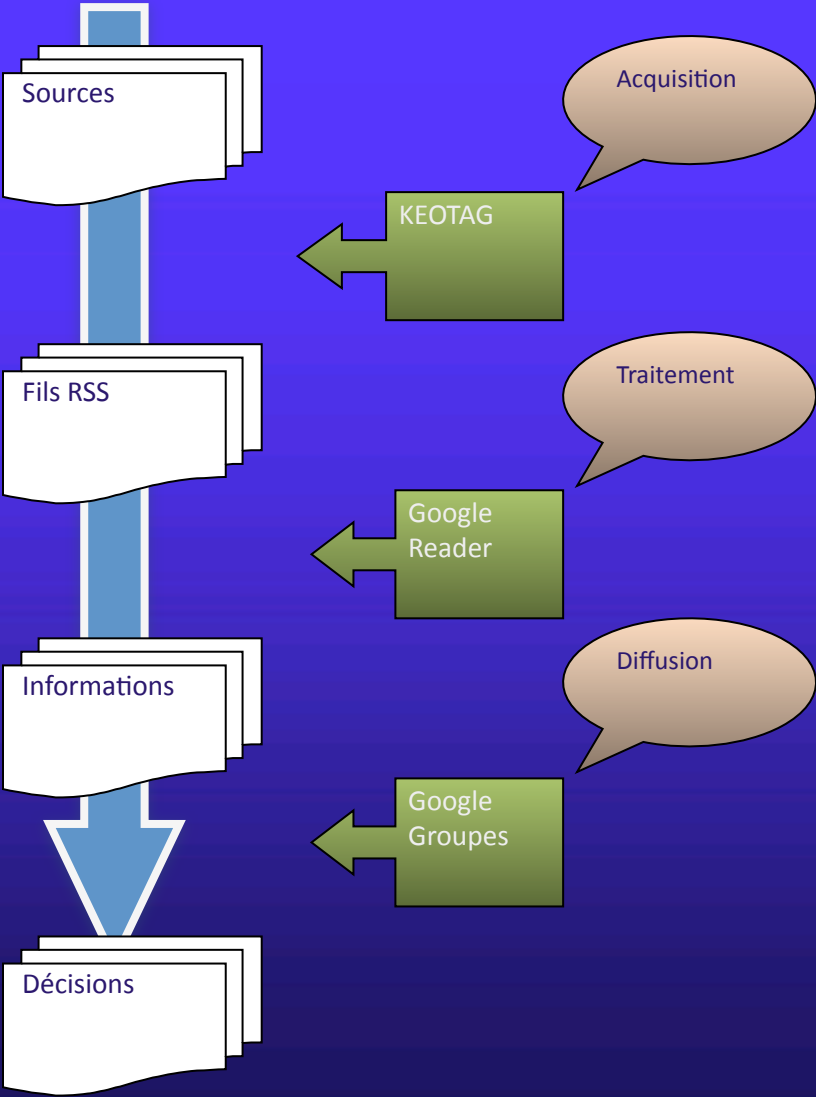 Sources
Acquisition
KEOTAG
Fils RSS
Traitement
Google
Reader
Informations
Diffusion
Google
Groupes
Décisions